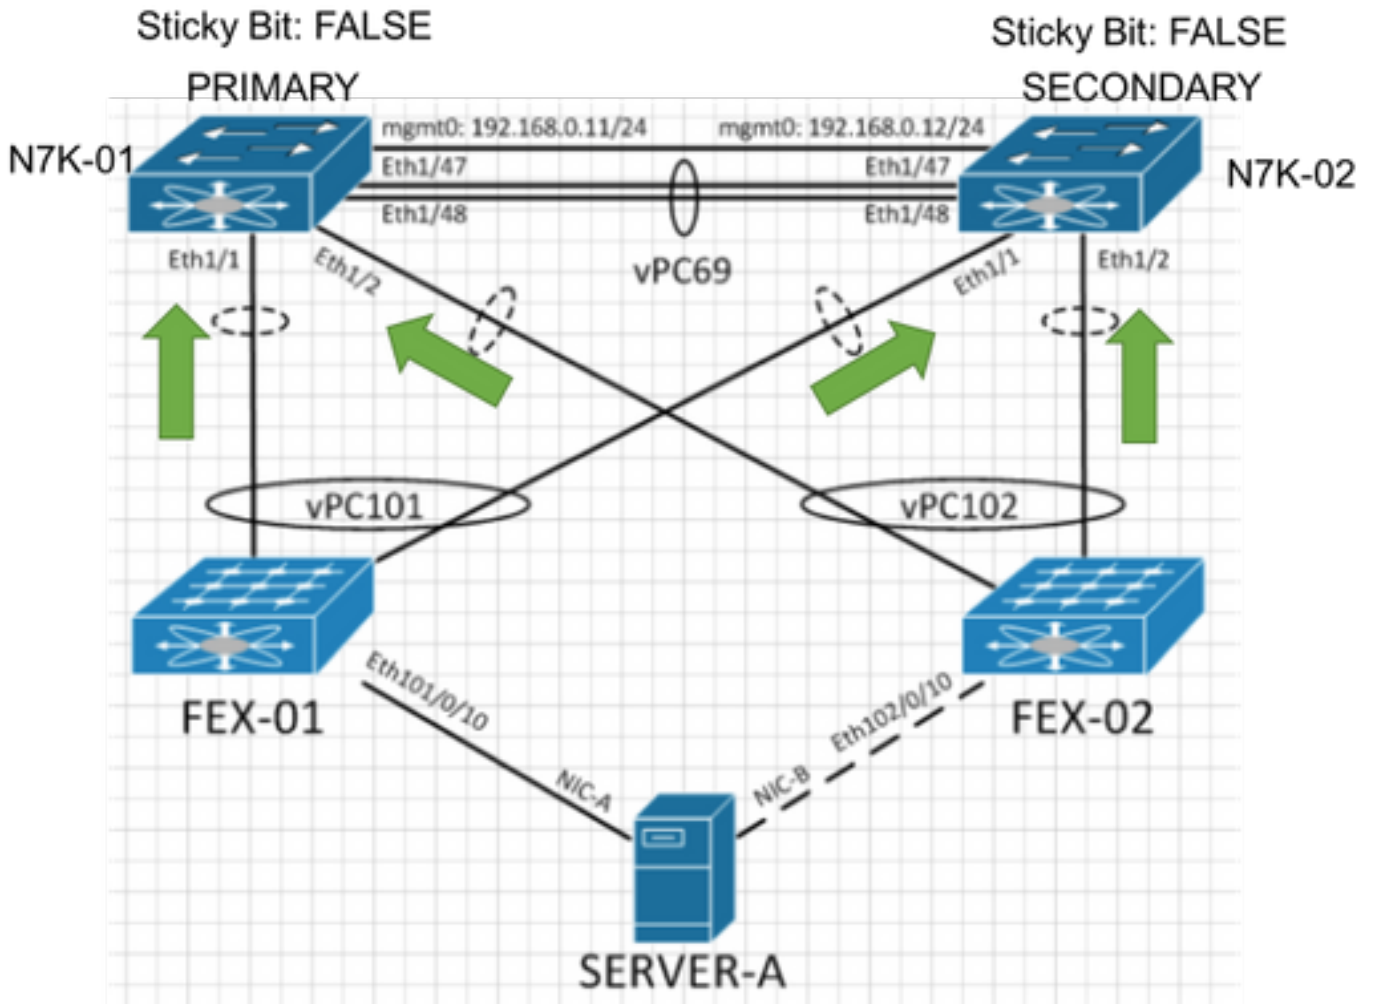 Sticky Bit: FALSE
Sticky Bit: FALSE
PRIMARY
SECONDARY
mgmt0: 192.168.0.11/24
mgmt0: 192.168.0.12/24
N7K-01
Eth1/47
Eth1/47
N7K-02
Eth1/48
Eth1/48
Eth1/1
Eth1/2
vPC69
Eth1/1
Eth1/2
vPC101
vPC102
Eth101/0/10
Eth102/0/10
FEX-01
FEX-02
NIC-A
NIC-B
SERVER-A